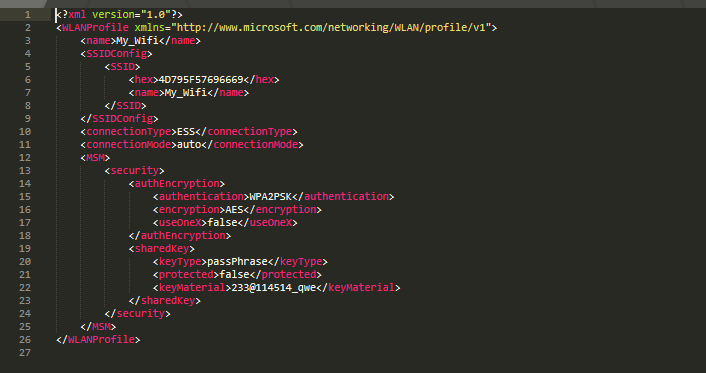 1 <?xml version="1.0"?>
2 <WLANProfile xmlns="http://www.microsoft.com/networking/WLAN/profile/v1">
3 <name>My_Wifi</name>
4 <SSIDConfig>
5 <SSID>
6 <hex>4D795F57696669</hex>
7 <name>My_Wifi</name>
8 </SSID>
9 </SSIDConfig>
10 <connectionType>ESS</connectionType>
11 <connectionMode>auto</connectionMode>
12 <MSM>
13 <security>
14 <authEncryption>
15 <authentication>WPA2PSK</authentication>
16 <encryption>AES</encryption>
17 <useOneX>false</useOneX>
18 </authEncryption>
19 <sharedKey>
20 <keyType>passPhrase</keyType>
21 <protected>false</protected>
22 <keyMaterial>233@114514_qwe</keyMaterial>
23 </sharedKey>
24 </security>
25 </MSM>
26 </WLANProfile>
27